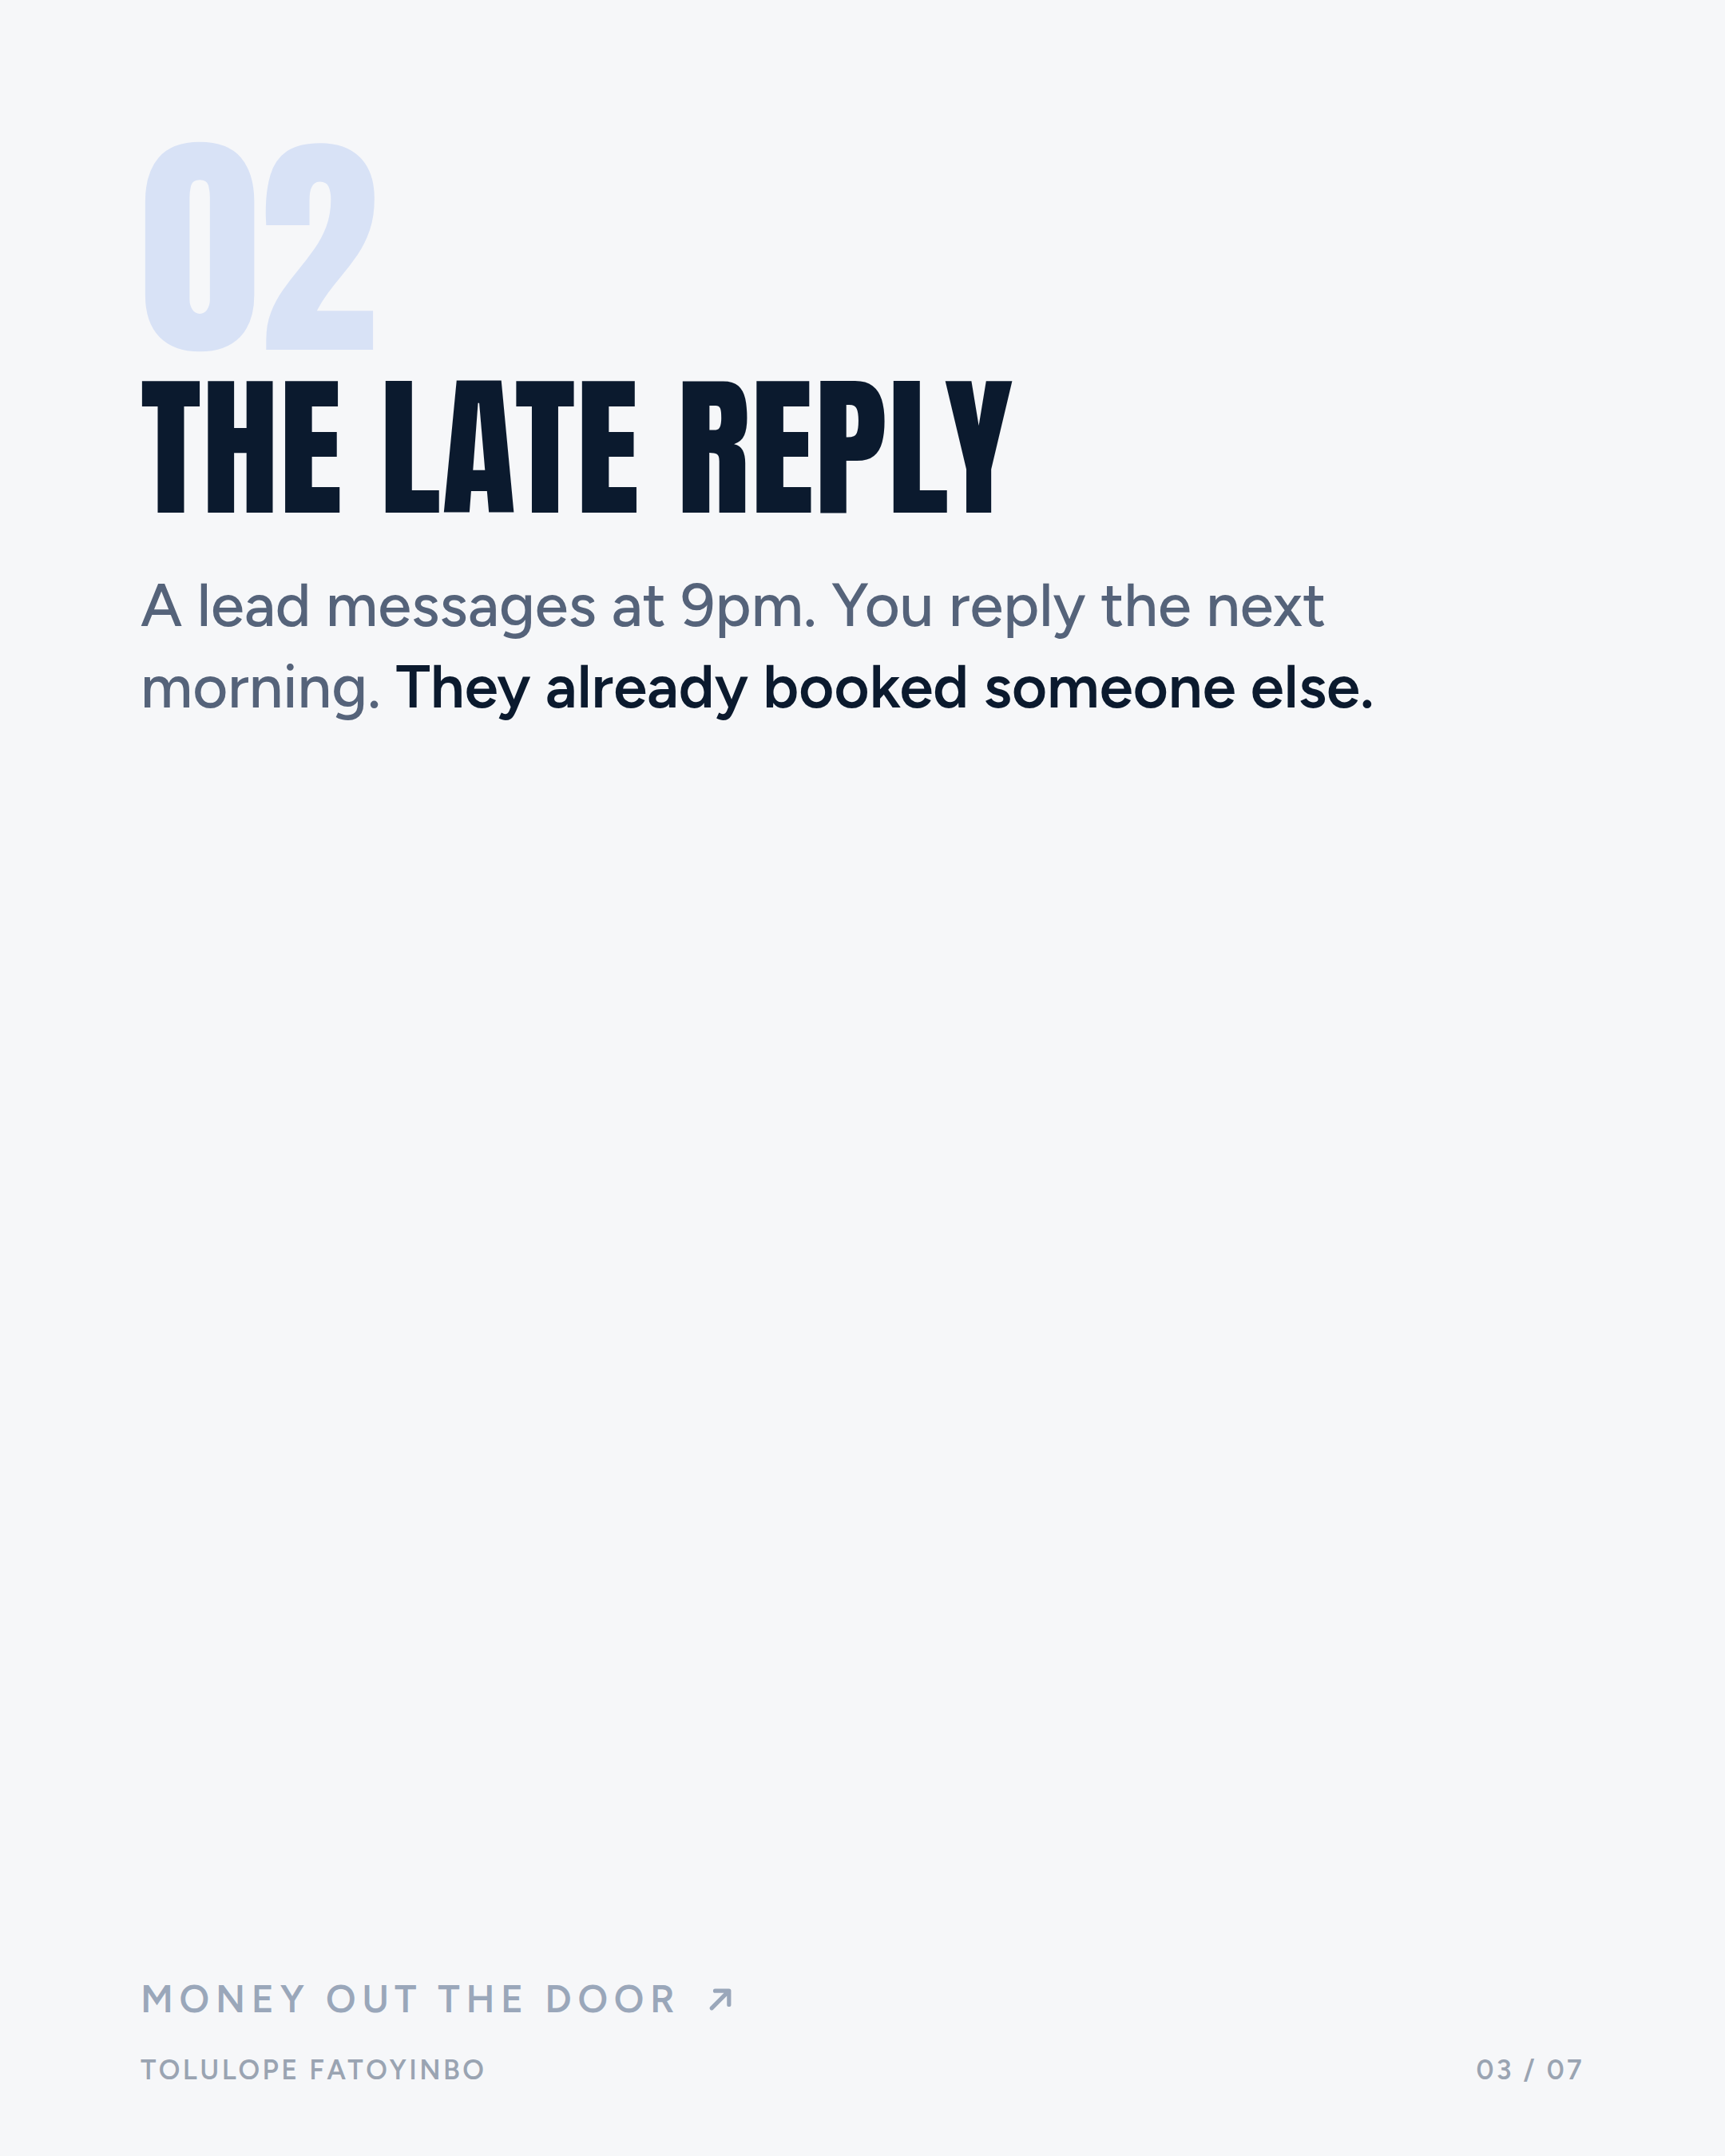 02
THE LATE REPLY
A lead messages at 9pm. You reply the next
morning. They already booked someone else.
MONEY OUT THE DOOR ↗
TOLULOPE FATOYINBO
03 / 07